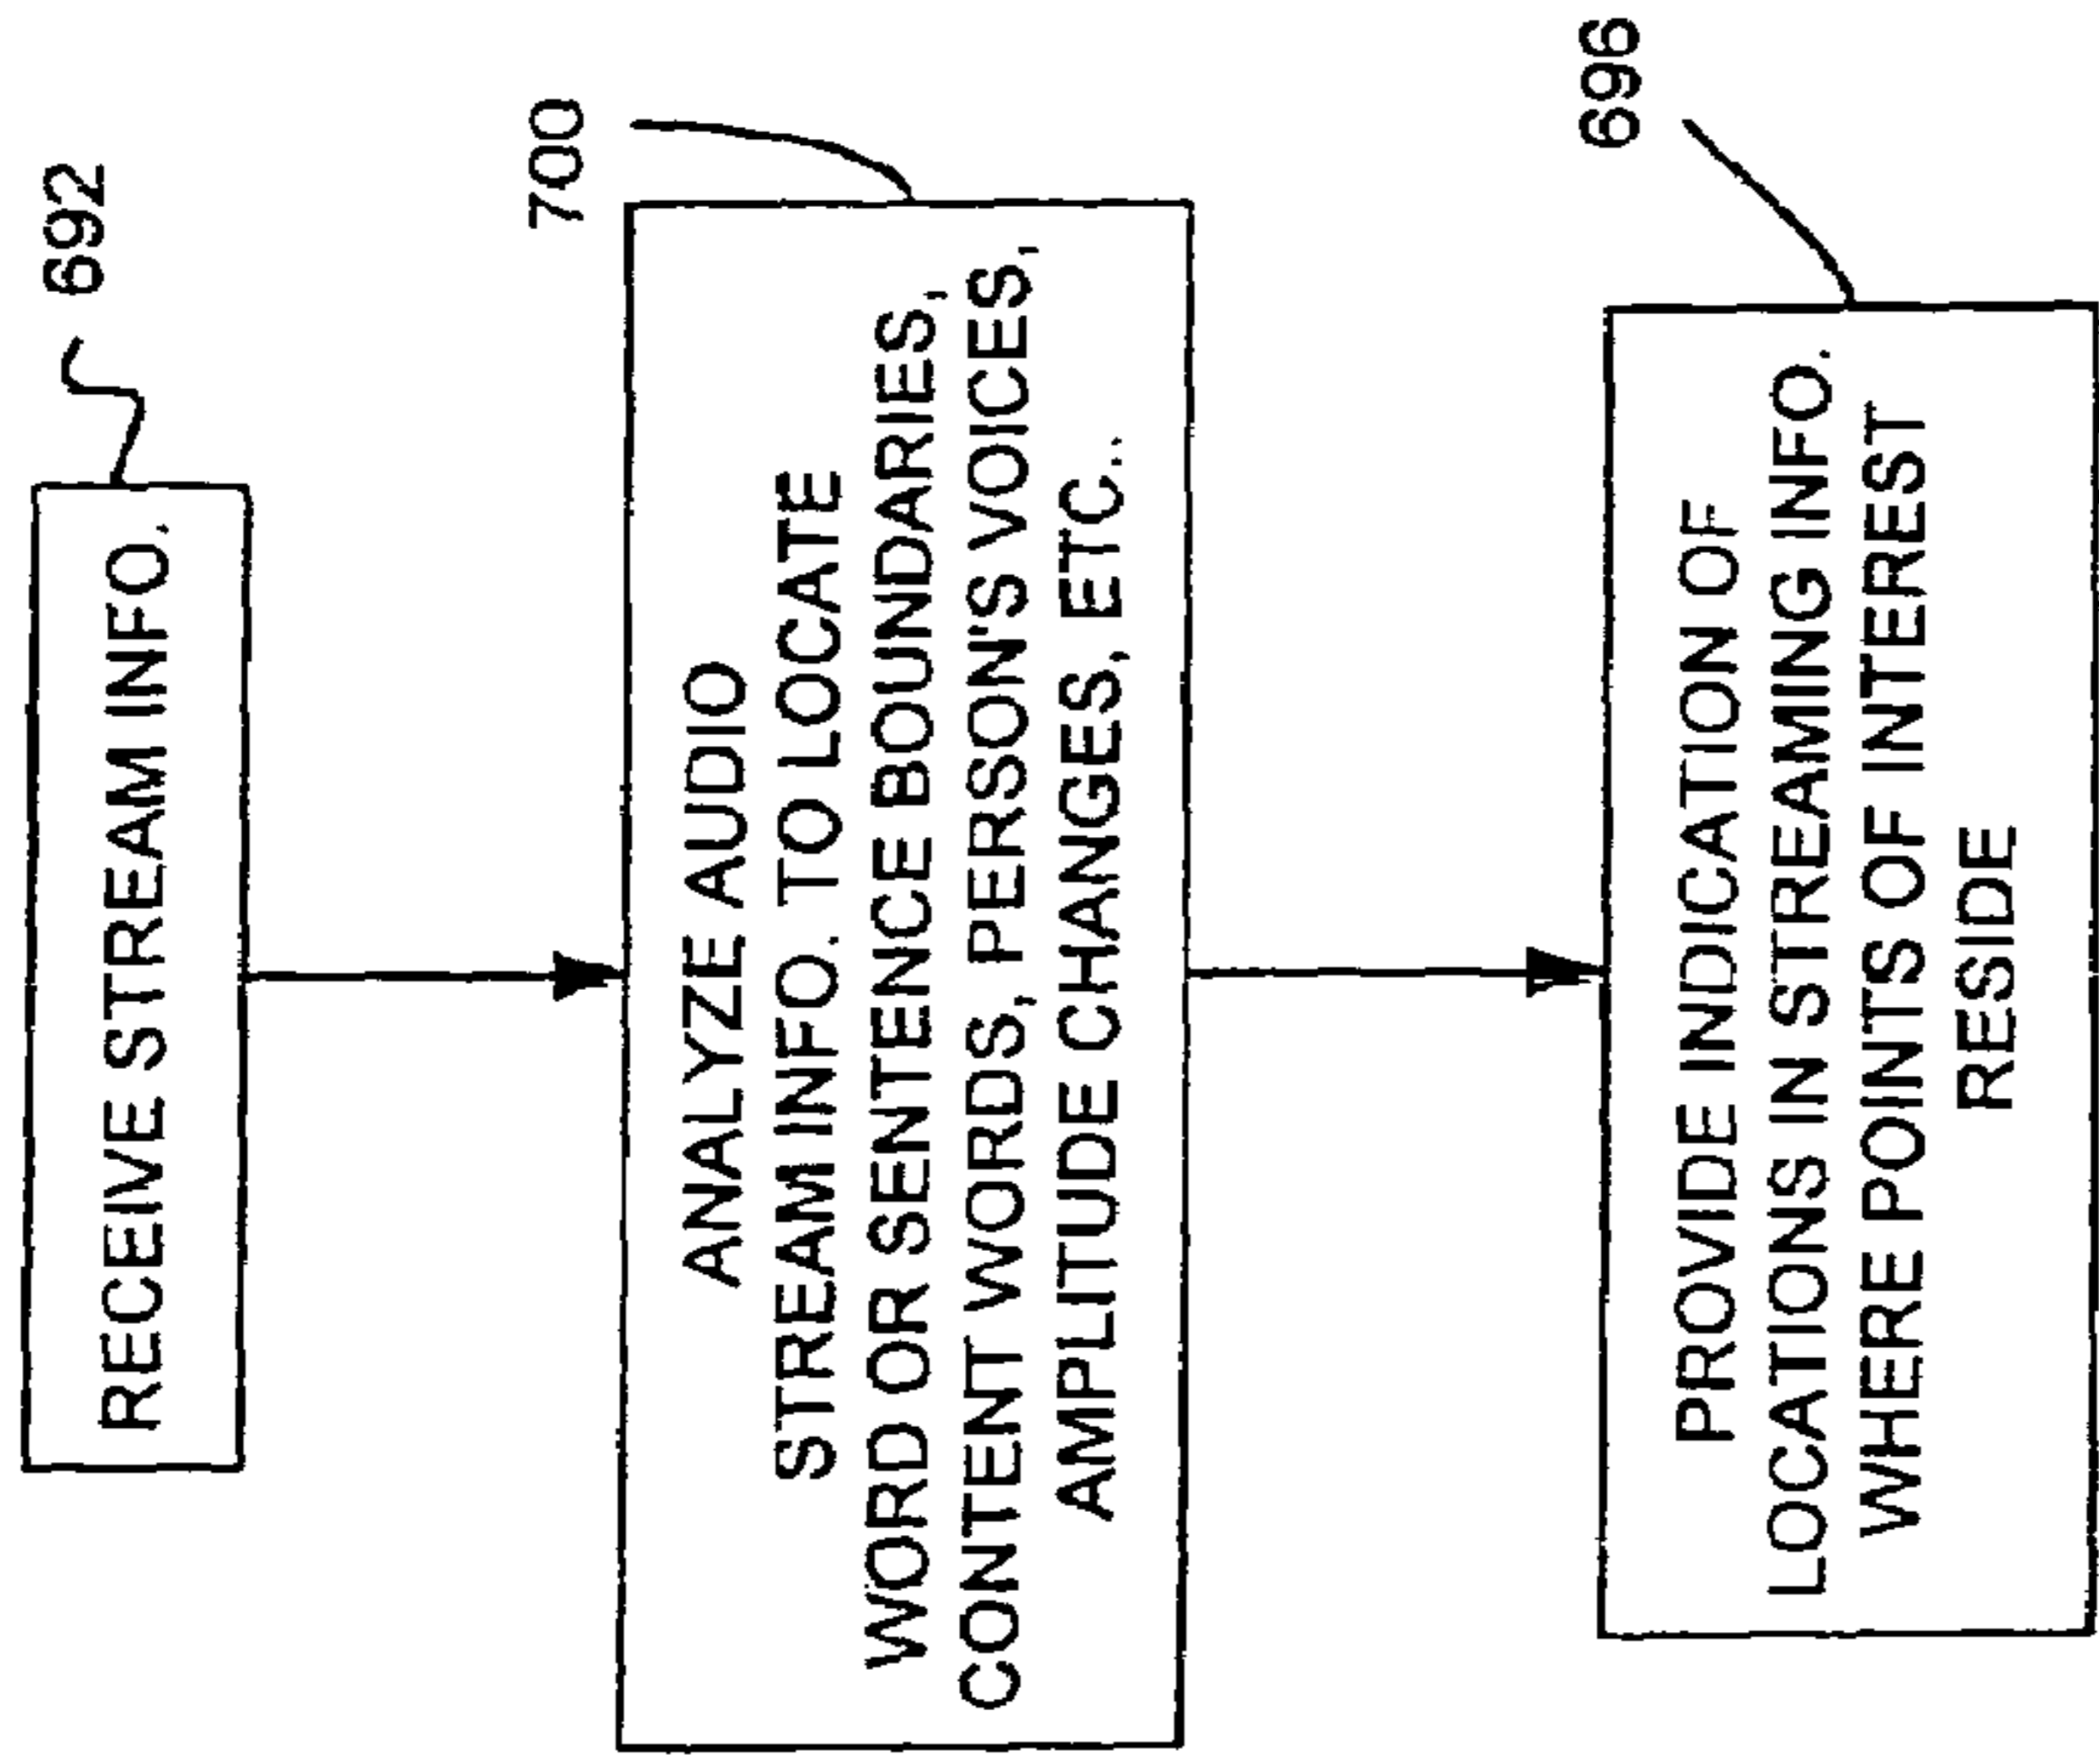 692
RECEIVE STREAM INFO.
700
ANALYZE AUDIO
STREAM INFO. TO LOCATE
WORD OR SENTENCE BOUNDARIES,
CONTENT WORDS, PERSON'S VOICES,
AMPLITUDE CHANGES, ETC..
696
PROVIDE INDICATION OF
LOCATIONS IN STREAMING INFO.
WHERE POINTS OF INTEREST
RESIDE